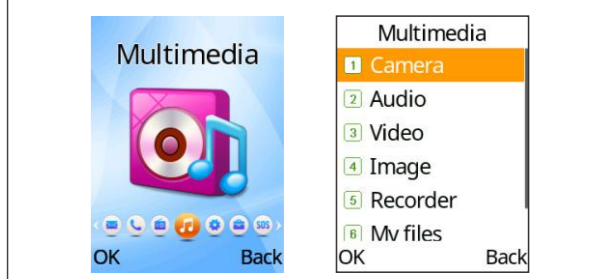 Multimedia
SOS
OK Back
Multimedia
1 Camera
2 Audio
3 Video
4 Image
5 Recorder
6 My files
OK Back